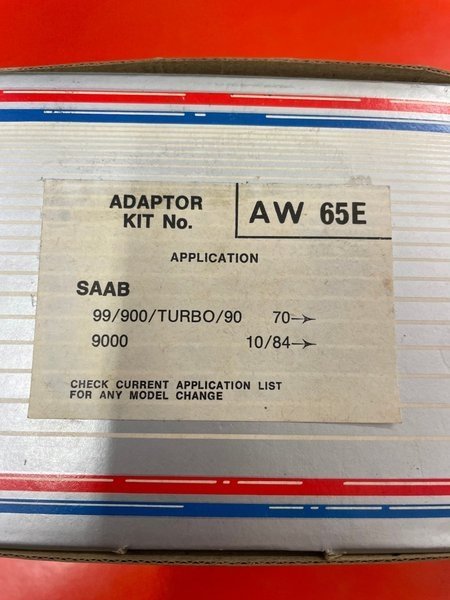 ADAPTOR
KIT No.
AW 65E
APPLICATION
SAAB
99/900/TURBO/90 70→
9000 10/84→
CHECK CURRENT APPLICATION LIST
FOR ANY MODEL CHANGE